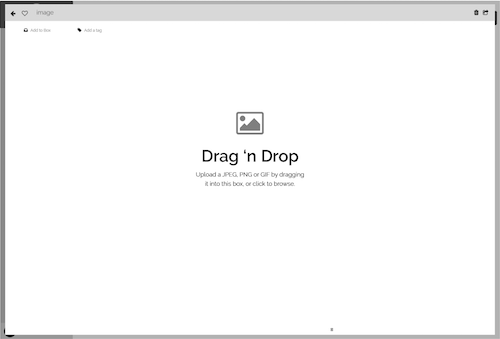 Image
Add to Box Add a tag
Drag ‘n Drop
Upload a JPEG, PNG or GIF by dragging
it into this box, or click to browse.